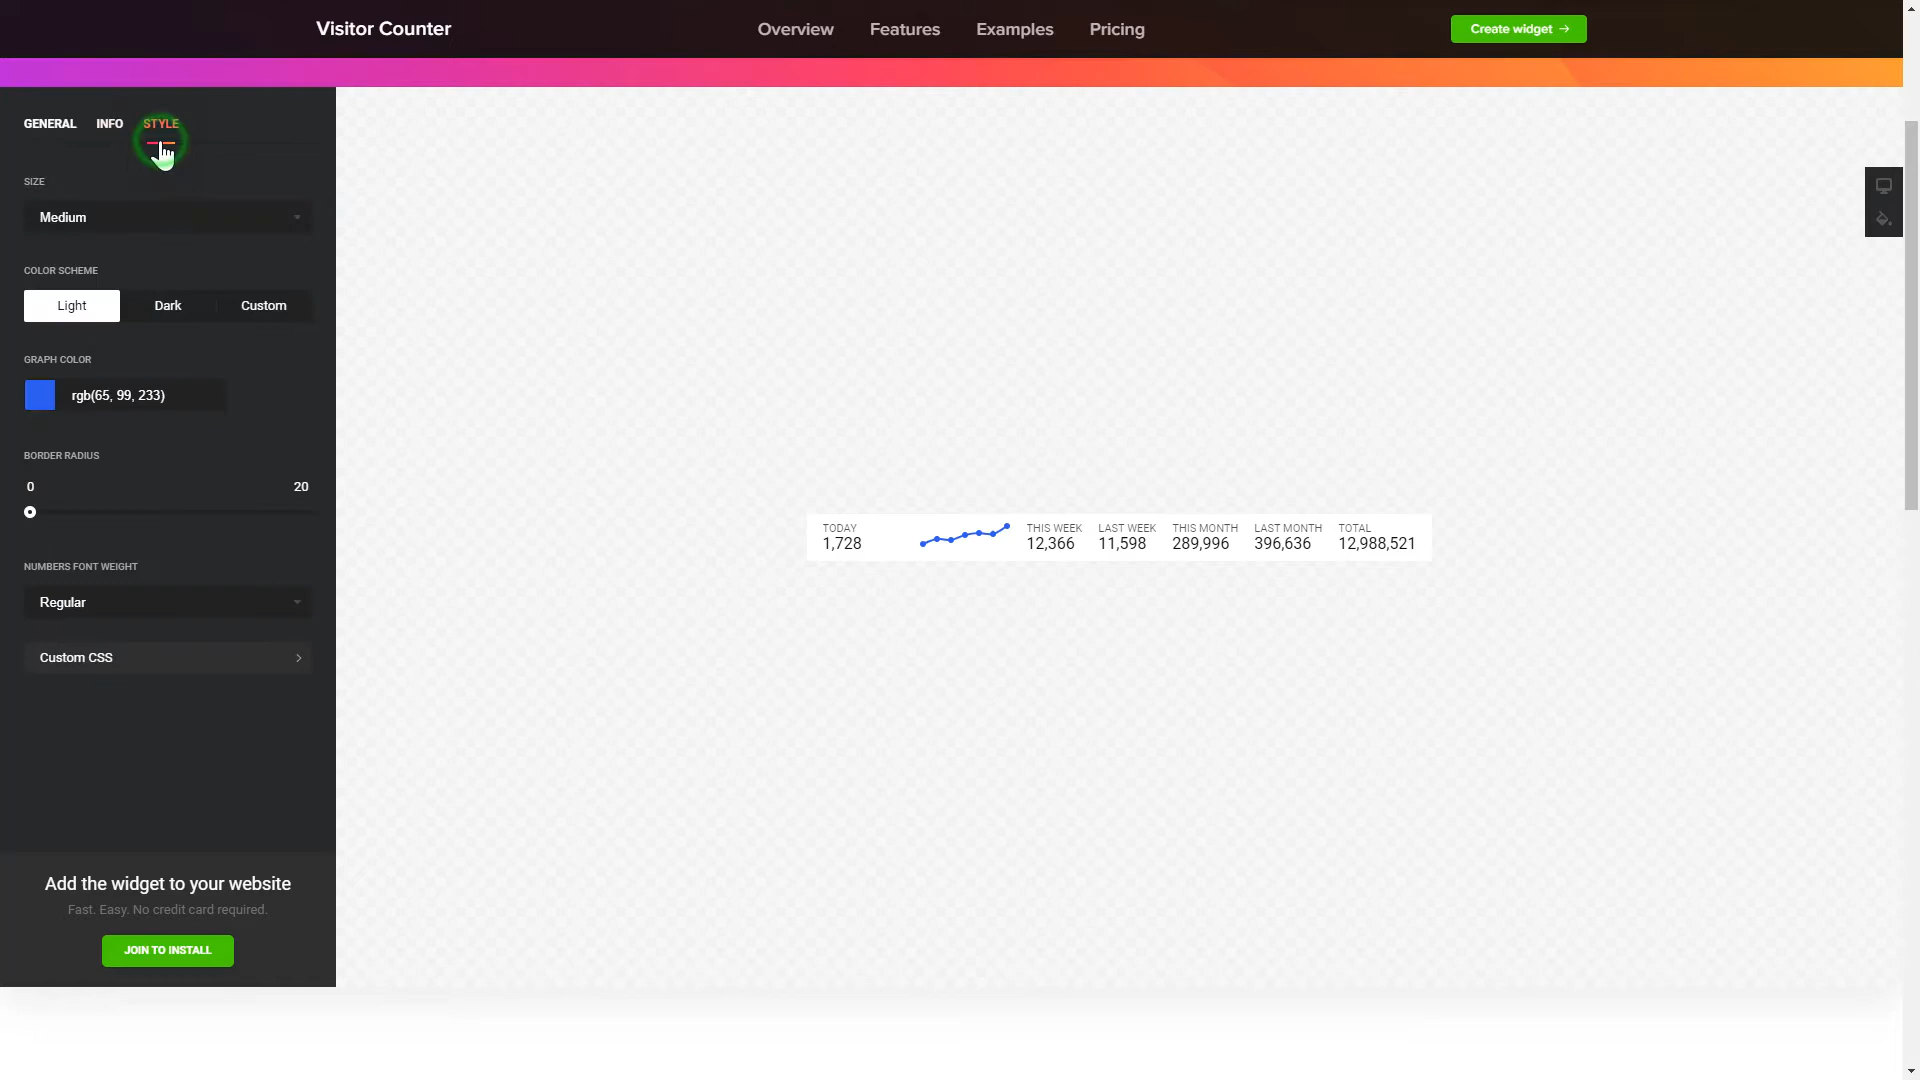 Visitor Counter
Overview Features Examples Pricing
Create widget →
GENERAL INFO STYLE
SIZE
Medium
COLOR SCHEME
Light Dark Custom
GRAPH COLOR
rgb(65, 99, 233)
BORDER RADIUS
0 20
NUMBERS FONT WEIGHT
Regular
Custom CSS
Add the widget to your website
Fast. Easy. No credit card required.
JOIN TO INSTALL
TODAY THIS WEEK LAST WEEK THIS MONTH LAST MONTH TOTAL
1,728 12,366 11,598 289,996 396,636 12,988,521